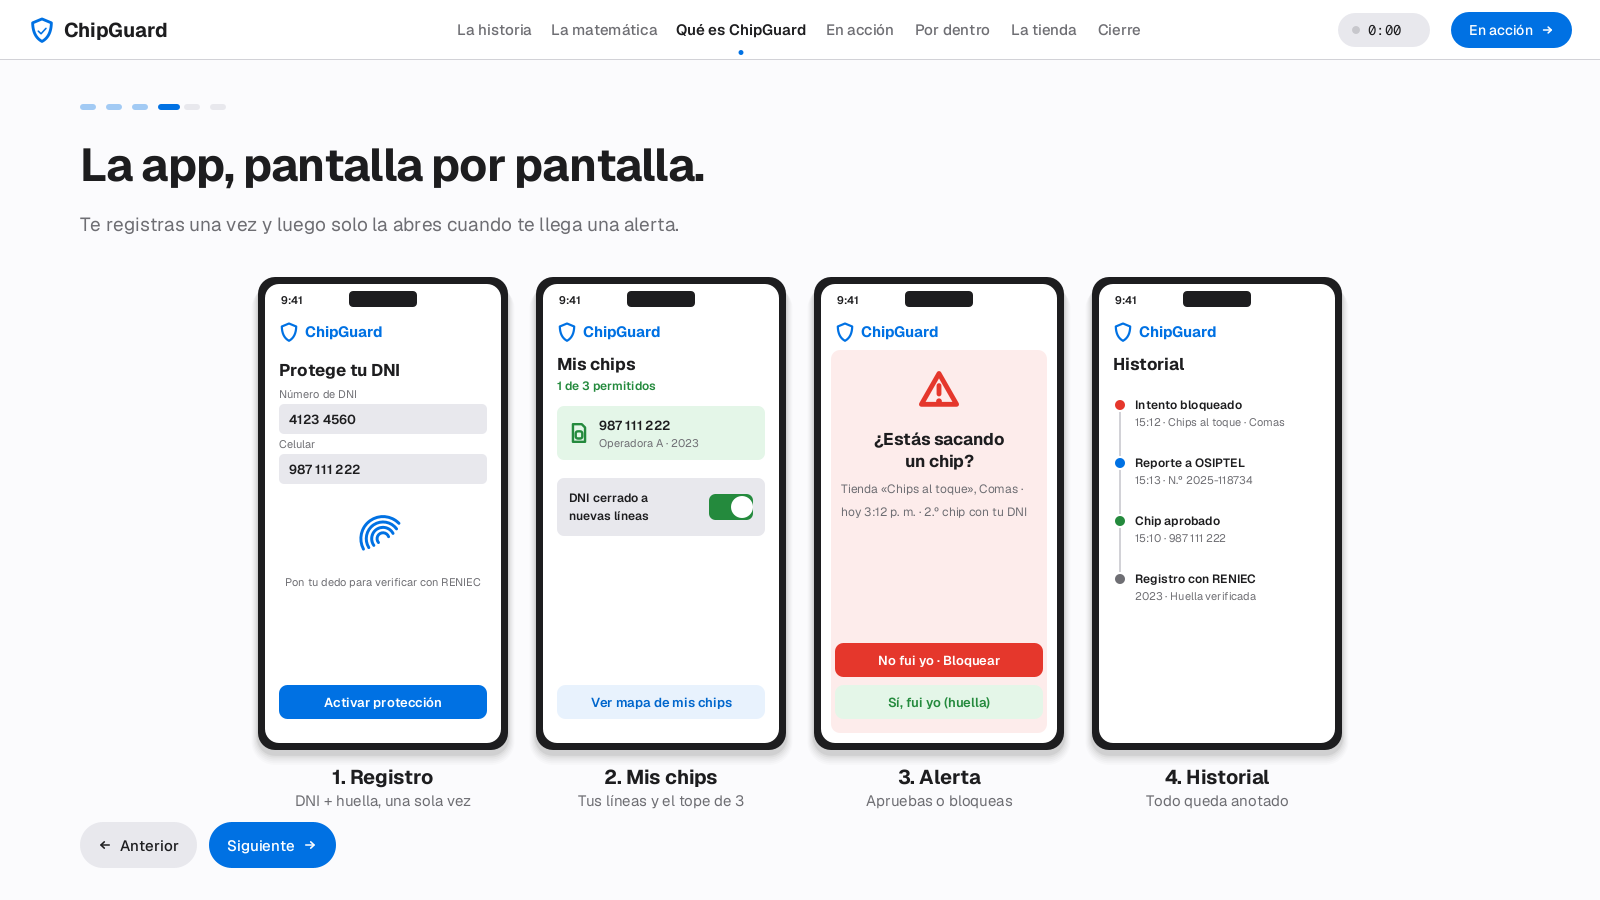 ChipGuard
La historia
La matemática
Qué es ChipGuard
En acción
Por dentro
La tienda
Cierre
0:00
En acción →
La app, pantalla por pantalla.
Te registras una vez y luego solo la abres cuando te llega una alerta.
9:41
ChipGuard
Protege tu DNI
Número de DNI
4123 4560
Celular
987 111 222
Pon tu dedo para verificar con RENIEC
Activar protección
1. Registro
DNI + huella, una sola vez
9:41
ChipGuard
Mis chips
1 de 3 permitidos
987 111 222
Operadora A · 2023
DNI cerrado a
nuevas líneas
Ver mapa de mis chips
2. Mis chips
Tus líneas y el tope de 3
9:41
ChipGuard
¿Estás sacando
un chip?
Tienda «Chips al toque», Comas ·
hoy 3:12 p. m. · 2.º chip con tu DNI
No fui yo · Bloquear
Sí, fui yo (huella)
3. Alerta
Apruebas o bloqueas
9:41
ChipGuard
Historial
Intento bloqueado
15:12 · Chips al toque · Comas
Reporte a OSIPTEL
15:13 · N.º 2025-118734
Chip aprobado
15:10 · 987 111 222
Registro con RENIEC
2023 · Huella verificada
4. Historial
Todo queda anotado
← Anterior
Siguiente →